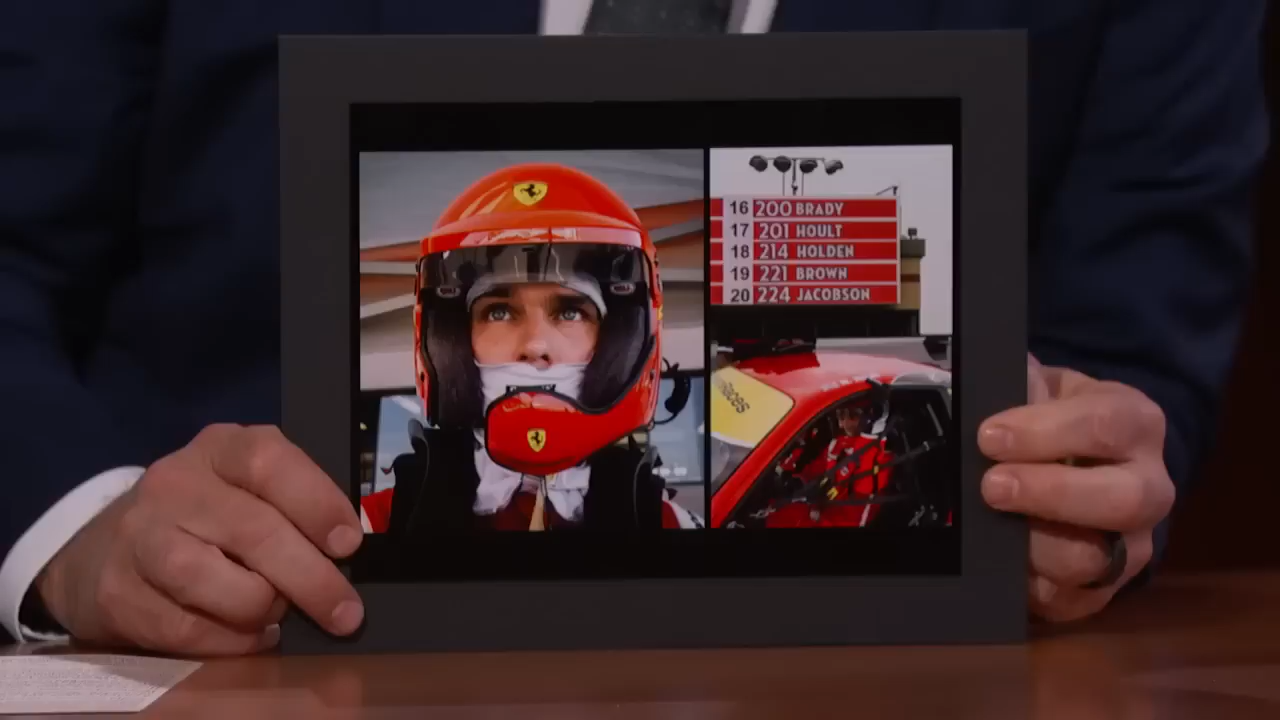 16 200 BRADY
17 201 HOULT
18 214 HOLDEN
19 221 BROWN
20 224 JACOBSON